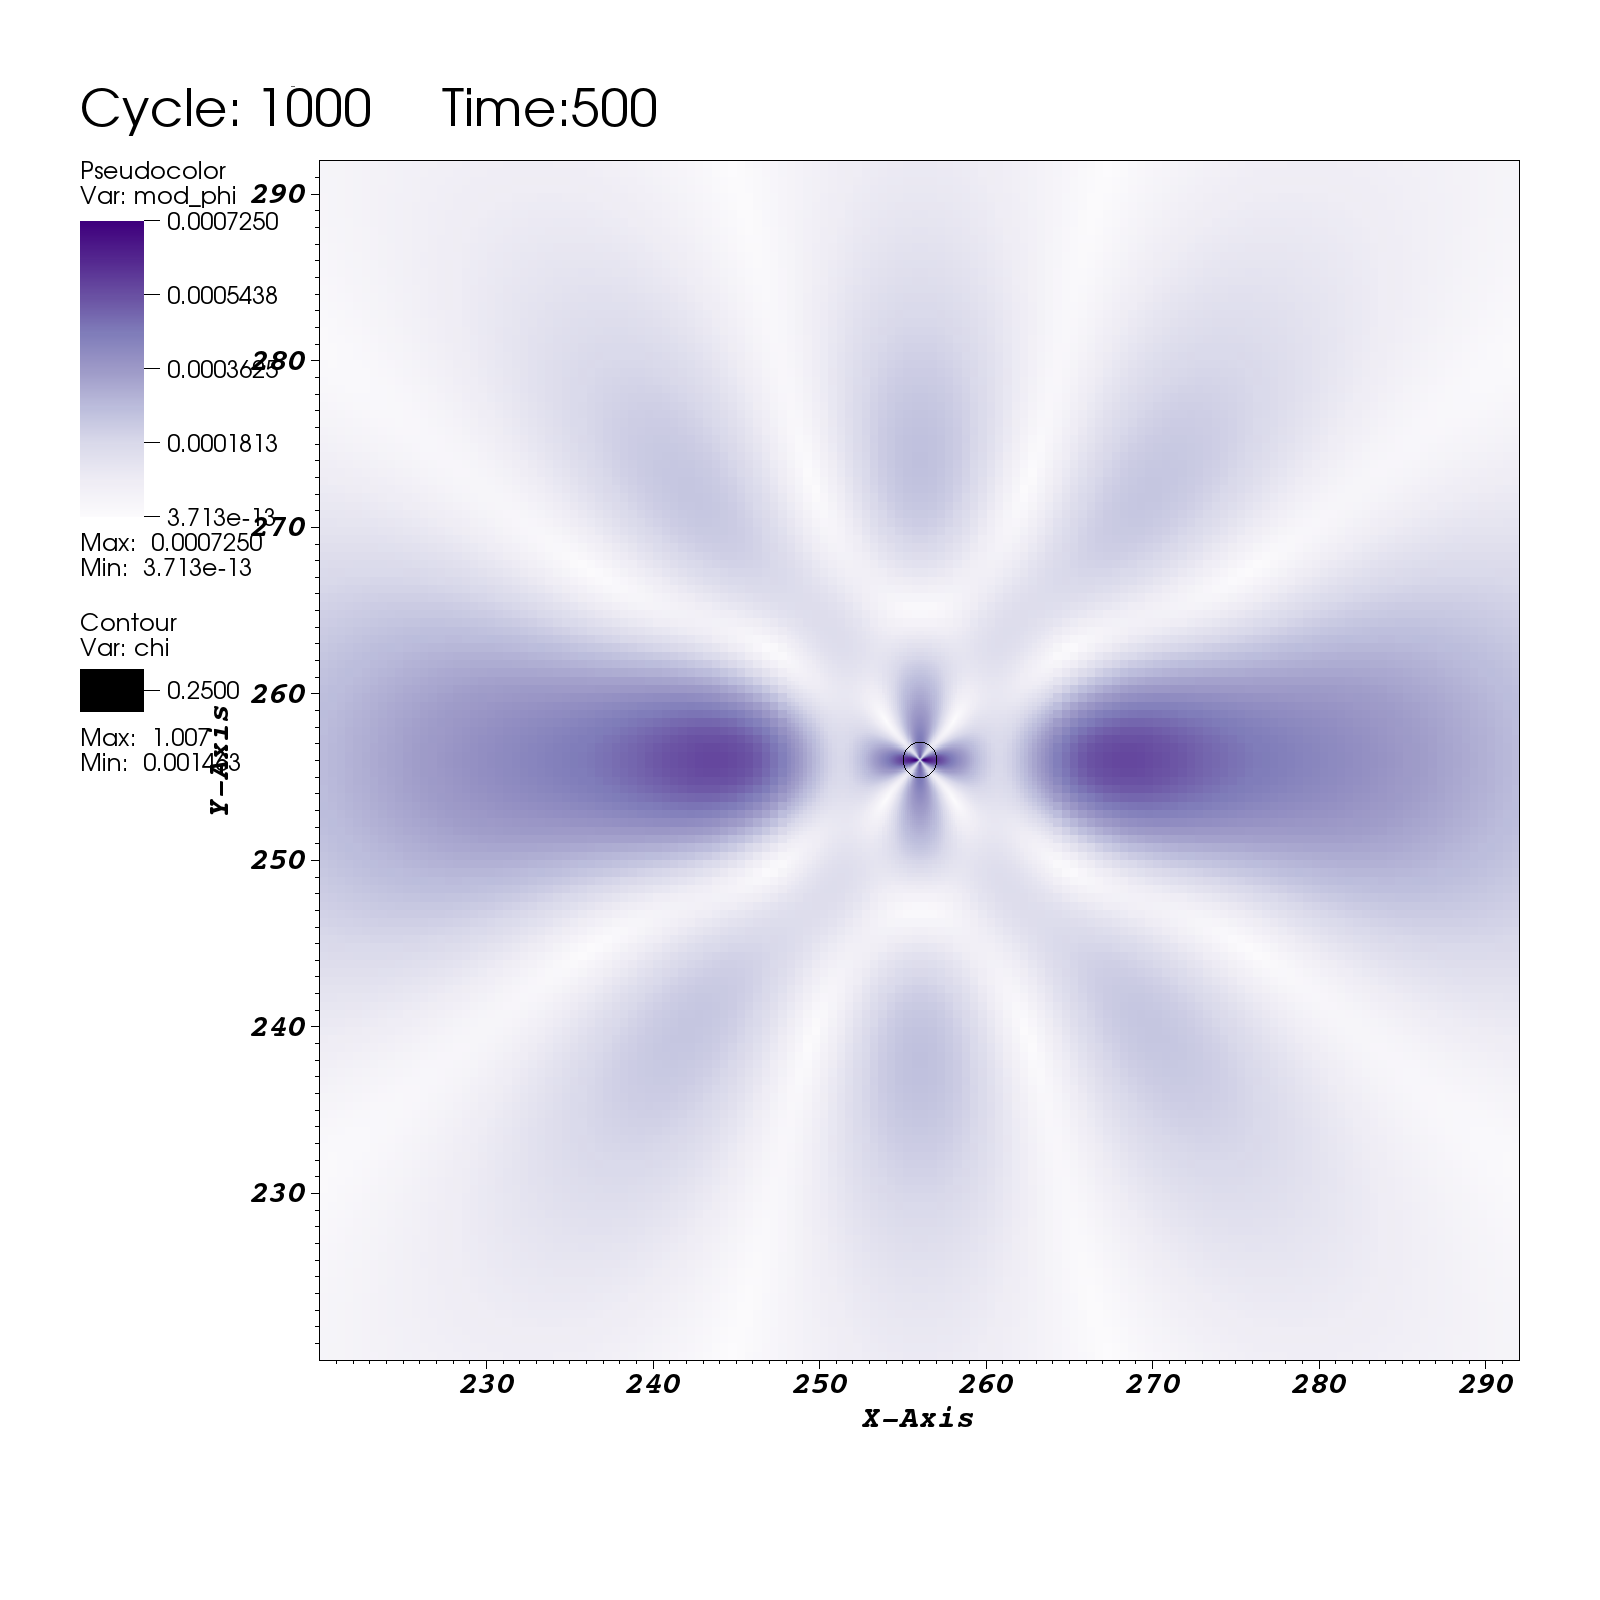 Cycle: 1000 Time:500
Pseudocolor
Var: mod_phi
0.0007250
0.0005438
0.0003625
0.0001813
3.713e-13
Max: 0.0007250
Min: 3.713e-13
Contour
Var: chi
0.2500
Max: 1.007
290
280
270
260
250
240
230
Y-Axis
230 240 250 260 270 280 290
X-Axis